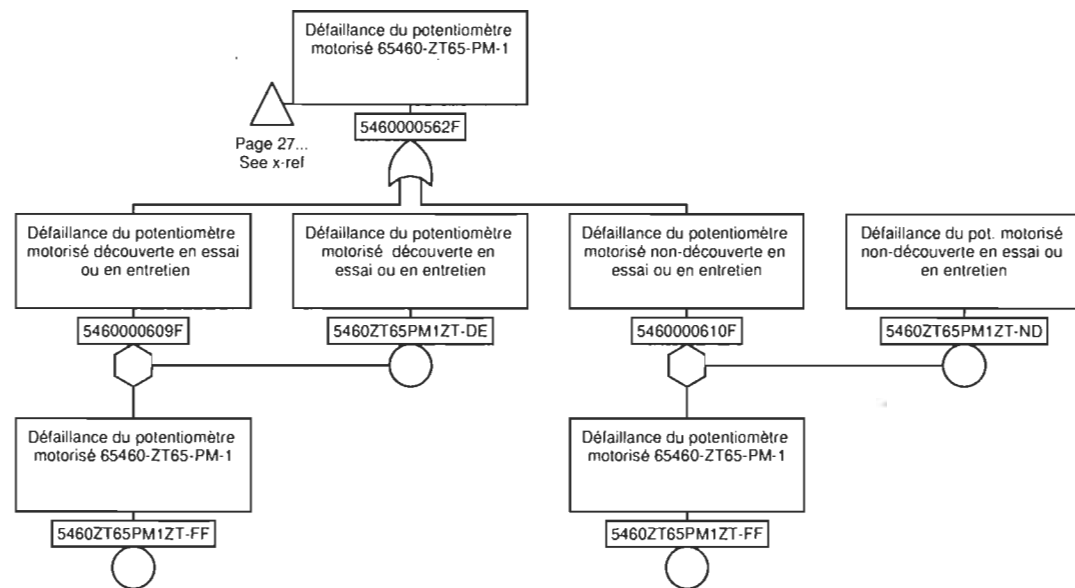 Défaillance du potentiomètre
motorisé 65460-ZT65-PM-1
Page 27...
See x-ref
5460000562F
Défaillance du potentiomètre
motorisé découverte en essai
ou en entretien
Défaillance du potentiomètre
motorisé découverte en
essai ou en entretien
Défaillance du potentiomètre
motorisé non-découverte en
essai ou en entretien
Défaillance du pot. motorisé
non-découverte en essai ou
en entretien
5460000609F
5460ZT65PM1ZT-DE
5460000610F
5460ZT65PM1ZT-ND
Défaillance du potentiomètre
motorisé 65460-ZT65-PM-1
Défaillance du potentiomètre
motorisé 65460-ZT65-PM-1
5460ZT65PM1ZT-FF
5460ZT65PM1ZT-FF